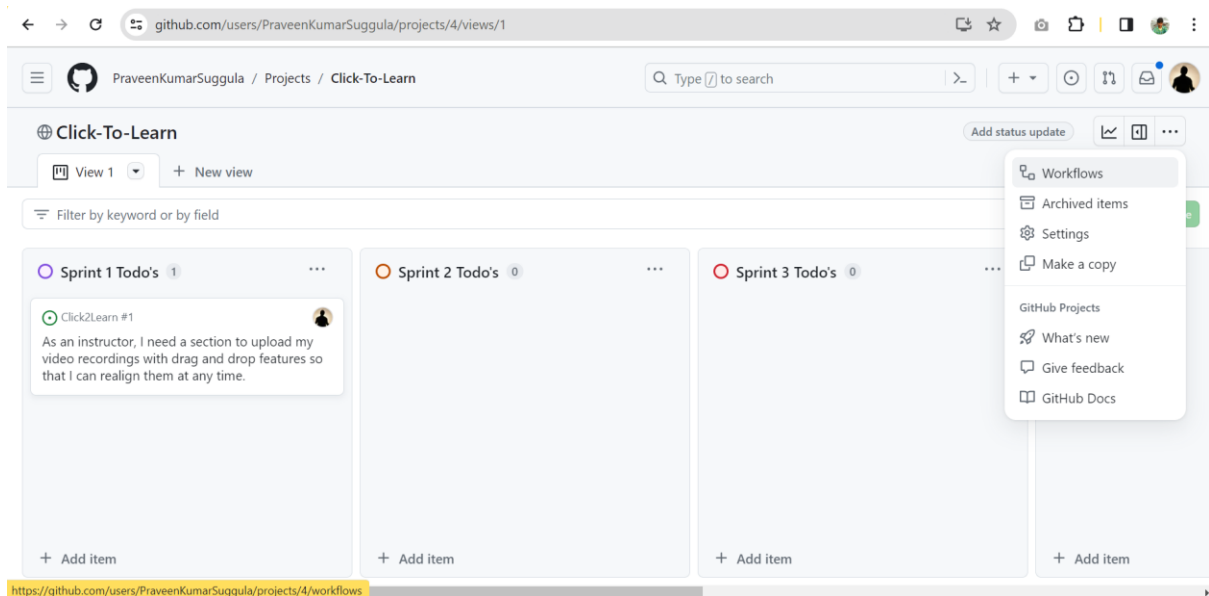 github.com/users/PraveenKumarSuggula/projects/4/views/1
PraveenKumarSuggula / Projects / Click-To-Learn
Type / to search
Click-To-Learn
Add status update
View 1
+ New view
Filter by keyword or by field
Workflows
Archived items
Settings
Make a copy
GitHub Projects
What's new
Give feedback
GitHub Docs
Sprint 1 Todo's 1
Sprint 2 Todo's 0
Sprint 3 Todo's 0
Click2Learn #1
As an instructor, I need a section to upload my
video recordings with drag and drop features so
that I can realign them at any time.
+ Add item
+ Add item
+ Add item
+ Add item
https://github.com/users/PraveenKumarSuggula/projects/4/workflows